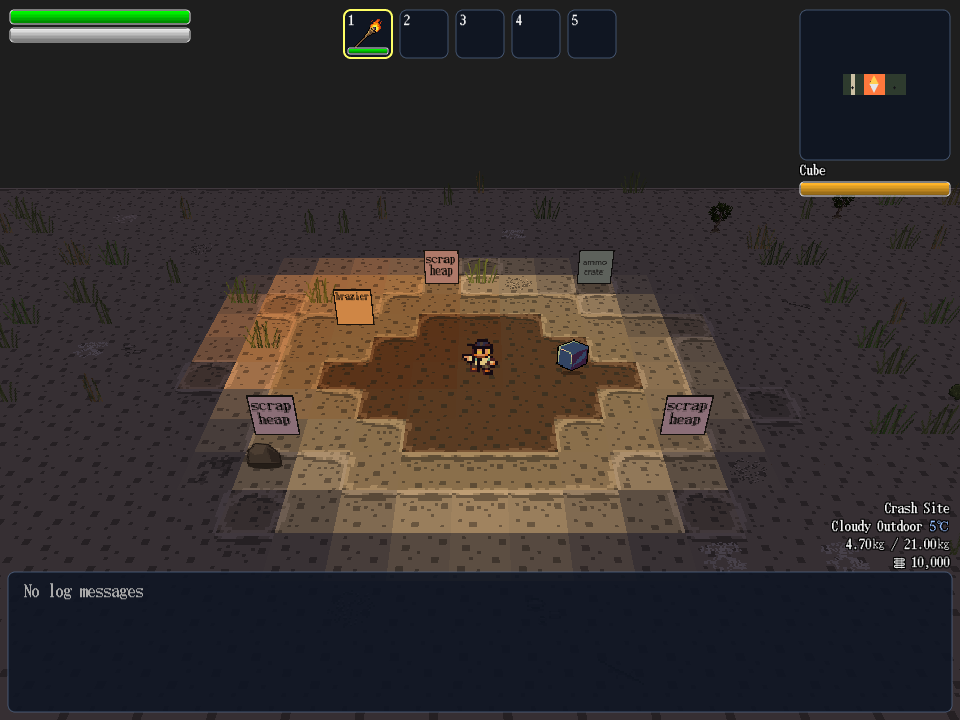 1 2 3 4 5
Cube
scrap
heap
ammo
crate
brazier
scrap
heap
scrap
heap
Crash Site
Cloudy Outdoor 5℃
4.70kg / 21.00kg
10,000
No log messages